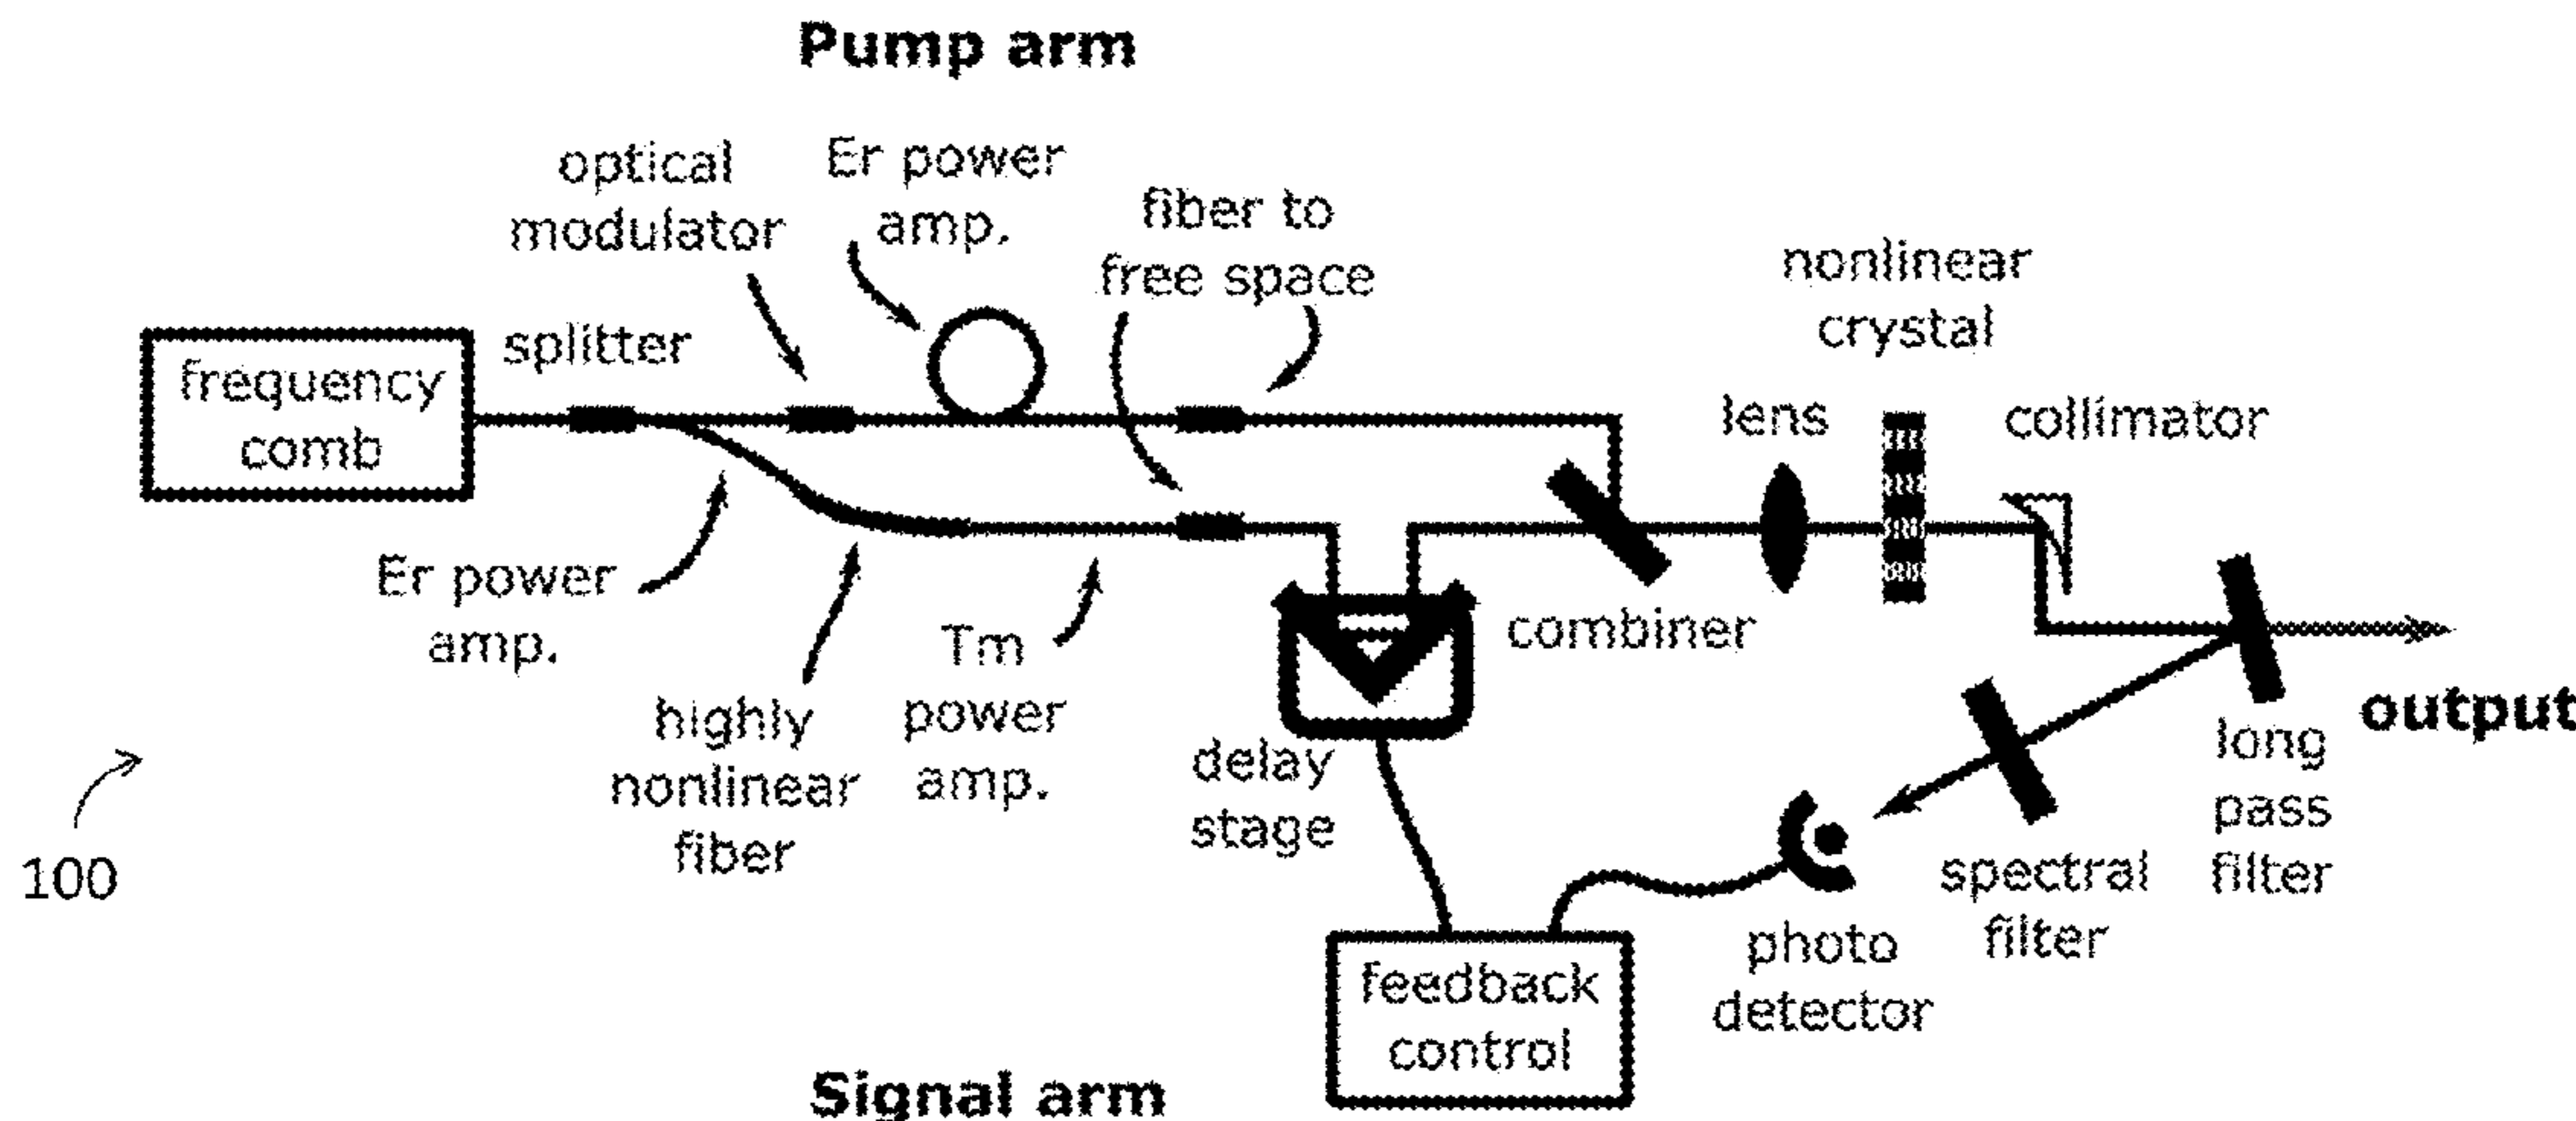 Pump arm
optical
modulator
Er power
amp.
fiber to
free space
nonlinear
crystal
frequency
comb
splitter
lens
collimator
Er power
amp.
highly
nonlinear
fiber
Tm
power
amp.
delay
stage
combiner
output
long
pass
filter
spectral
filter
photo
detector
feedback
control
100
Signal arm